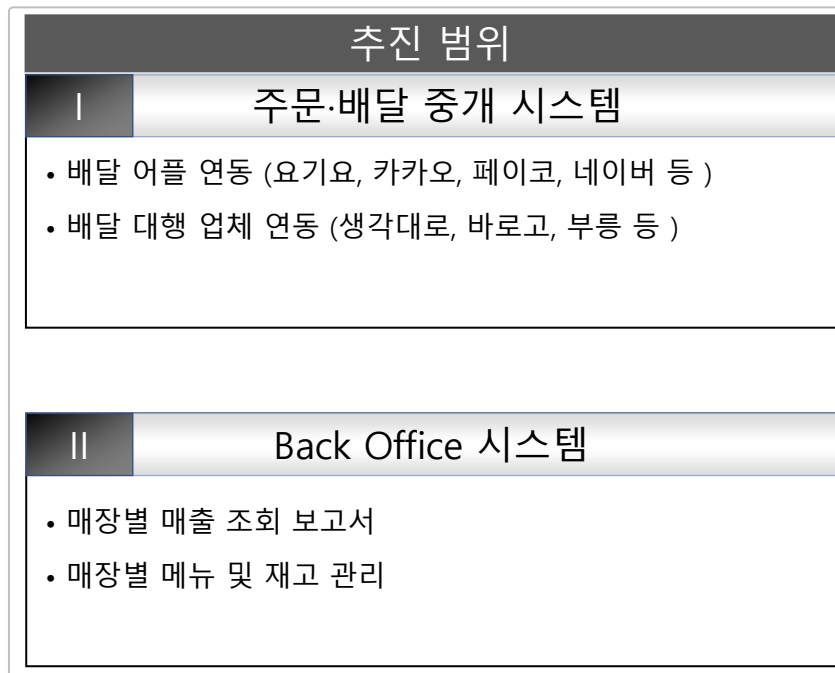 추진 범위
Ⅰ 주문·배달 중개 시스템
• 배달 어플 연동 (요기요, 카카오, 페이코, 네이버 등 )
• 배달 대행 업체 연동 (생각대로, 바로고, 부릉 등 )
Ⅱ Back Office 시스템
• 매장별 매출 조회 보고서
• 매장별 메뉴 및 재고 관리